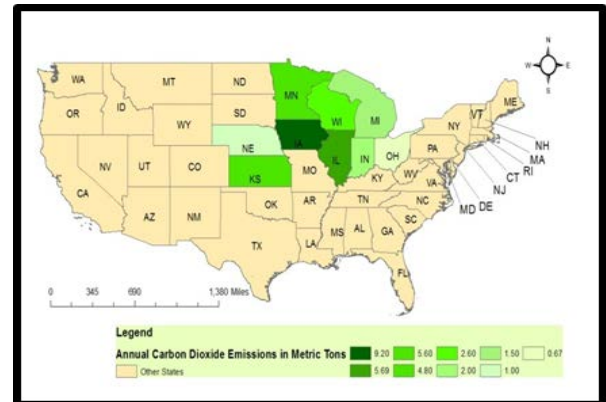 N
W E
S
WA
MT
ND
MN
ME
OR
ID
SD
WI
MI
VT
NY
WY
NH
IA
NE
MA
NV
UT
CO
IL
IN
OH
PA
RI
CT
NJ
KS
MO
WV
VA
KY
MD DE
CA
AZ
NM
OK
AR
TN
NC
SC
TX
LA
MS
AL
GA
FL
0 345 690 1,380 Miles
Legend
Annual Carbon Dioxide Emissions in Metric Tons 9.20 5.60 2.60 1.50 0.67
Other States 5.69 4.80 2.00 1.00